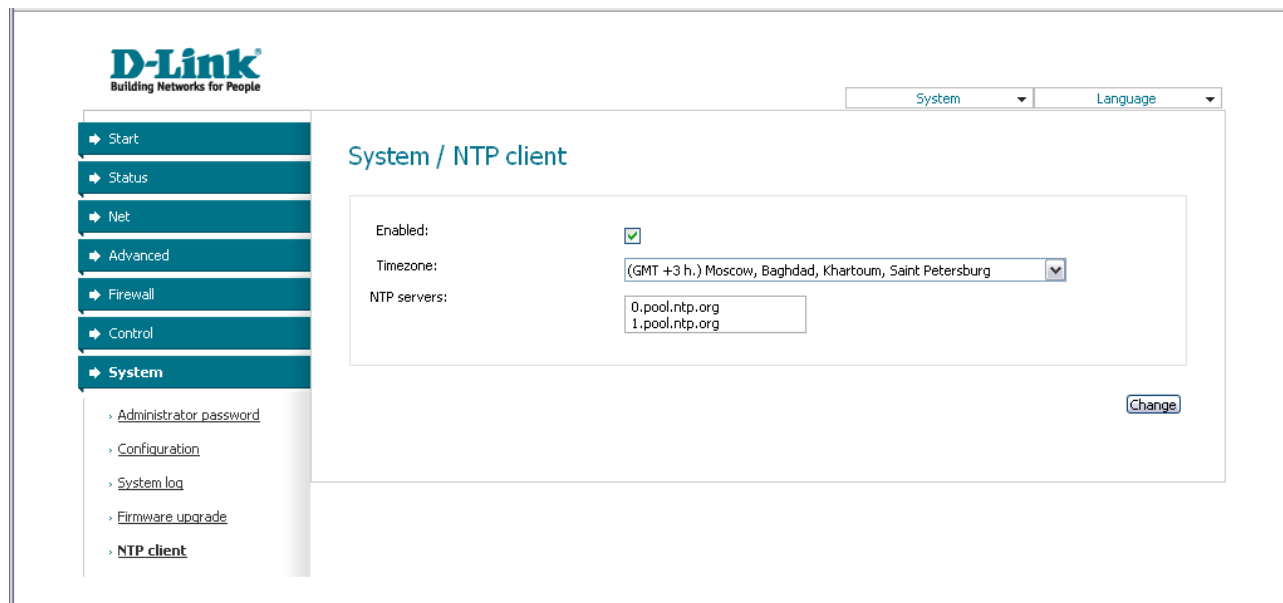 D-Link
Building Networks for People
System
Language
Start
Status
Net
Advanced
Firewall
Control
System
Administrator password
Configuration
System log
Firmware upgrade
NTP client
System / NTP client
Enabled:
Timezone:
(GMT +3 h.) Moscow, Baghdad, Khartoum, Saint Petersburg
NTP servers:
0.pool.ntp.org
1.pool.ntp.org
Change